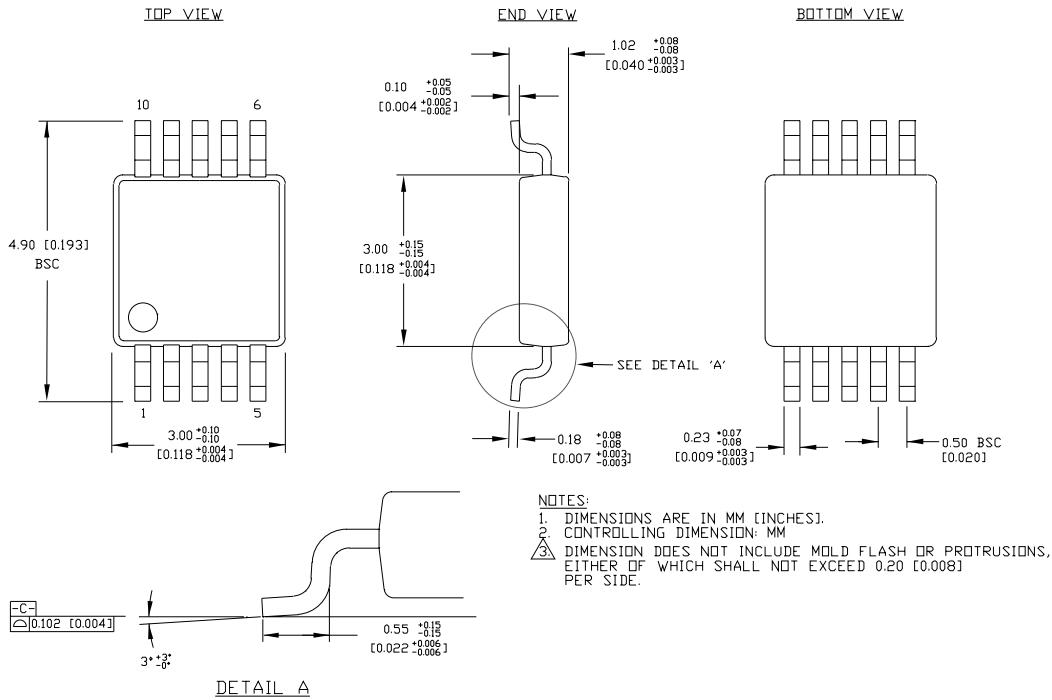 TOP VIEW
END VIEW
BOTTOM VIEW
10
6
4.90 [0.193]
BSC
1
5
3.00 +0.10 -0.10
[0.118 +0.004 -0.004]
1.02 +0.08 -0.08
[0.040 +0.003 -0.003]
0.10 +0.05 -0.05
[0.004 +0.002 -0.002]
3.00 +0.15 -0.15
[0.118 +0.004 -0.004]
SEE DETAIL 'A'
0.18 +0.08 -0.08
[0.007 +0.003 -0.003]
0.23 +0.07 -0.08
[0.009 +0.003 -0.003]
0.50 BSC
[0.020]
NOTES:
1. DIMENSIONS ARE IN MM [INCHES].
2. CONTROLLING DIMENSION: MM
3. DIMENSION DOES NOT INCLUDE MOLD FLASH OR PROTRUSIONS,
EITHER OF WHICH SHALL NOT EXCEED 0.20 [0.008]
PER SIDE.
-C-
0.102 [0.004]
3° +3° -0°
0.55 +0.15 -0.15
[0.022 +0.006 -0.006]
DETAIL A